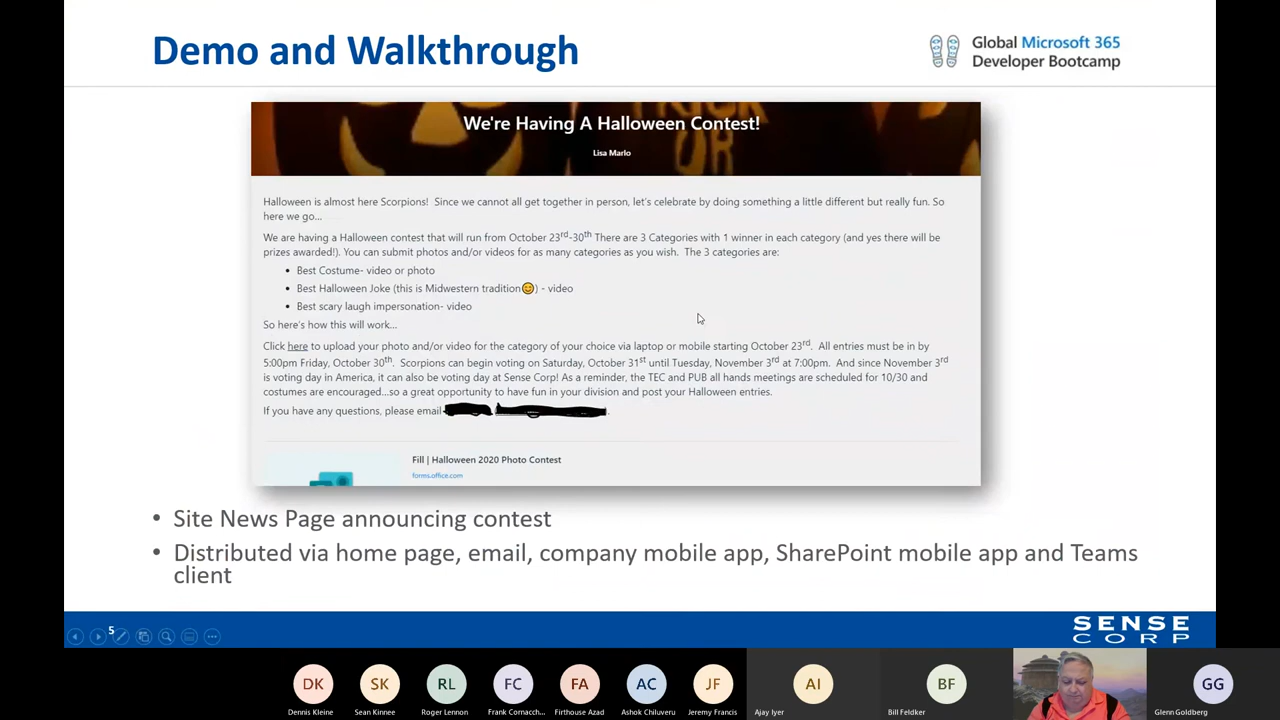 Demo and Walkthrough
Global Microsoft 365
Developer Bootcamp
TRICK
OR
We're Having A Halloween Contest!
Lisa Marlo
Halloween is almost here Scorpions!  Since we cannot all get together in person, let's celebrate by doing something a little different but really fun. So
here we go...
We are having a Halloween contest that will run from October 23rd-30th There are 3 Categories with 1 winner in each category (and yes there will be
prizes awarded!). You can submit photos and/or videos for as many categories as you wish.  The 3 categories are:
• Best Costume- video or photo
• Best Halloween Joke (this is Midwestern tradition😊) - video
• Best scary laugh impersonation- video
So here's how this will work...
Click here to upload your photo and/or video for the category of your choice via laptop or mobile starting October 23rd.  All entries must be in by
5:00pm Friday, October 30th.  Scorpions can begin voting on Saturday, October 31st until Tuesday, November 3rd at 7:00pm.  And since November 3rd
is voting day in America, it can also be voting day at Sense Corp! As a reminder, the TEC and PUB all hands meetings are scheduled for 10/30 and
costumes are encouraged...so a great opportunity to have fun in your division and post your Halloween entries.
If you have any questions, please email
Fill | Halloween 2020 Photo Contest
forms.office.com
• Site News Page announcing contest
• Distributed via home page, email, company mobile app, SharePoint mobile app and Teams
client
5
SENSE
CORP
DK
SK
RL
FC
FA
AC
JF
AI
BF
GG
Dennis Kleine
Sean Kinnee
Roger Lennon
Frank Cornacch...
Firthouse Azad
Ashok Chiluveru
Jeremy Francis
Ajay Iyer
Bill Feldker
Glenn Goldberg